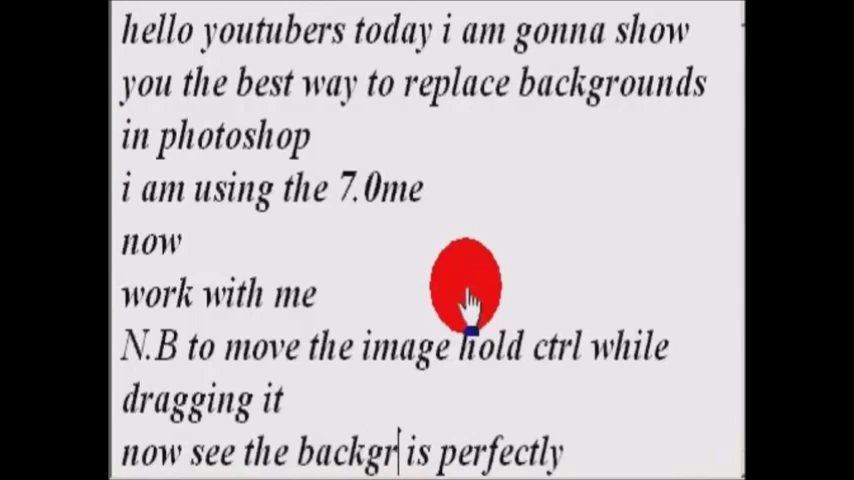 hello youtubers today i am gonna show
you the best way to replace backgrounds
in photoshop
i am using the 7.0me
now
work with me
N.B to move the image hold ctrl while
dragging it
now see the backgr is perfectly